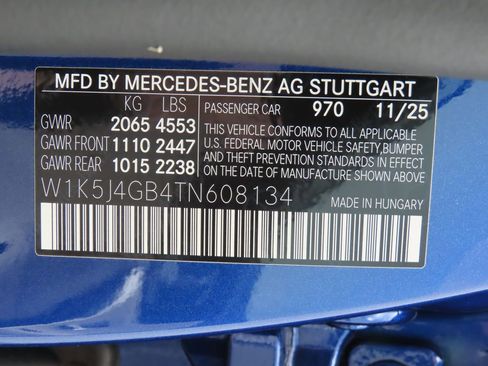 MFD BY MERCEDES-BENZ AG STUTTGART
KG LBS
PASSENGER CAR 970 11/25
GVWR 2065 4553
GAWR FRONT 1110 2447
GAWR REAR 1015 2238
THIS VEHICLE CONFORMS TO ALL APPLICABLE
U.S. FEDERAL MOTOR VEHICLE SAFETY,BUMPER
AND THEFT PREVENTION STANDARDS IN EFFECT
ON THE DATE OF MANUFACTURE SHOWN ABOVE.
W1K5J4GB4TN608134
MADE IN HUNGARY